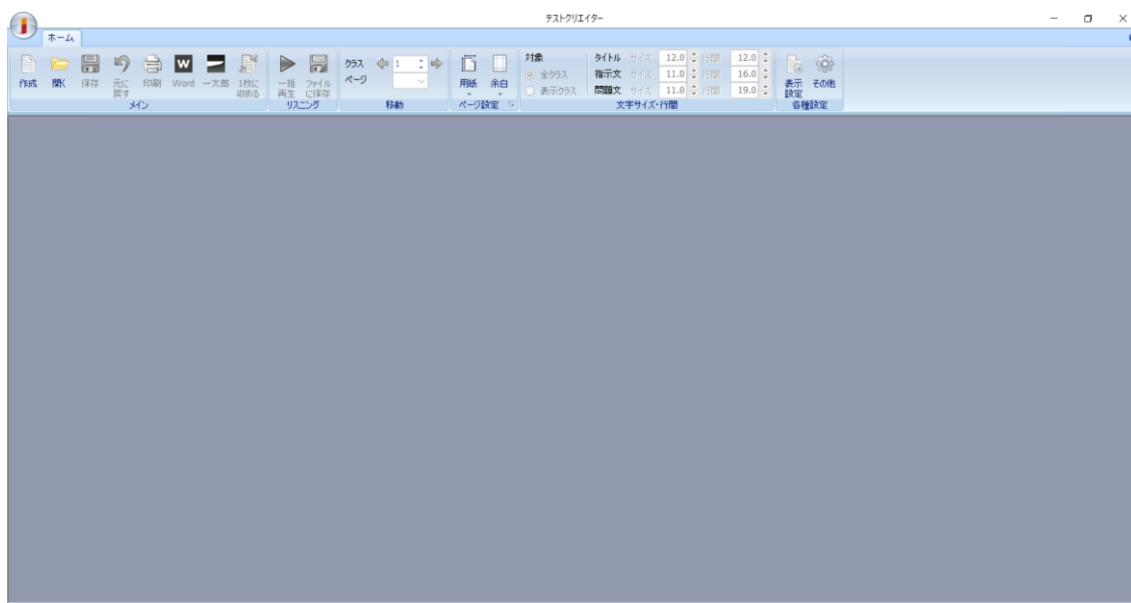 テストクリエイター
ホーム
作成
開く
保存
元に
戻す
印刷
Word
一太郎
1枚に
収める
メイン
一括
再生
ファイル
に保存
リスニング
クラス 1
ページ
移動
用紙
余白
ページ設定
対象
全クラス
表示クラス
タイトル サイズ 12.0 行間 12.0
指示文 サイズ 11.0 行間 16.0
問題文 サイズ 11.0 行間 19.0
文字サイズ・行間
表示
設定
その他
各種設定